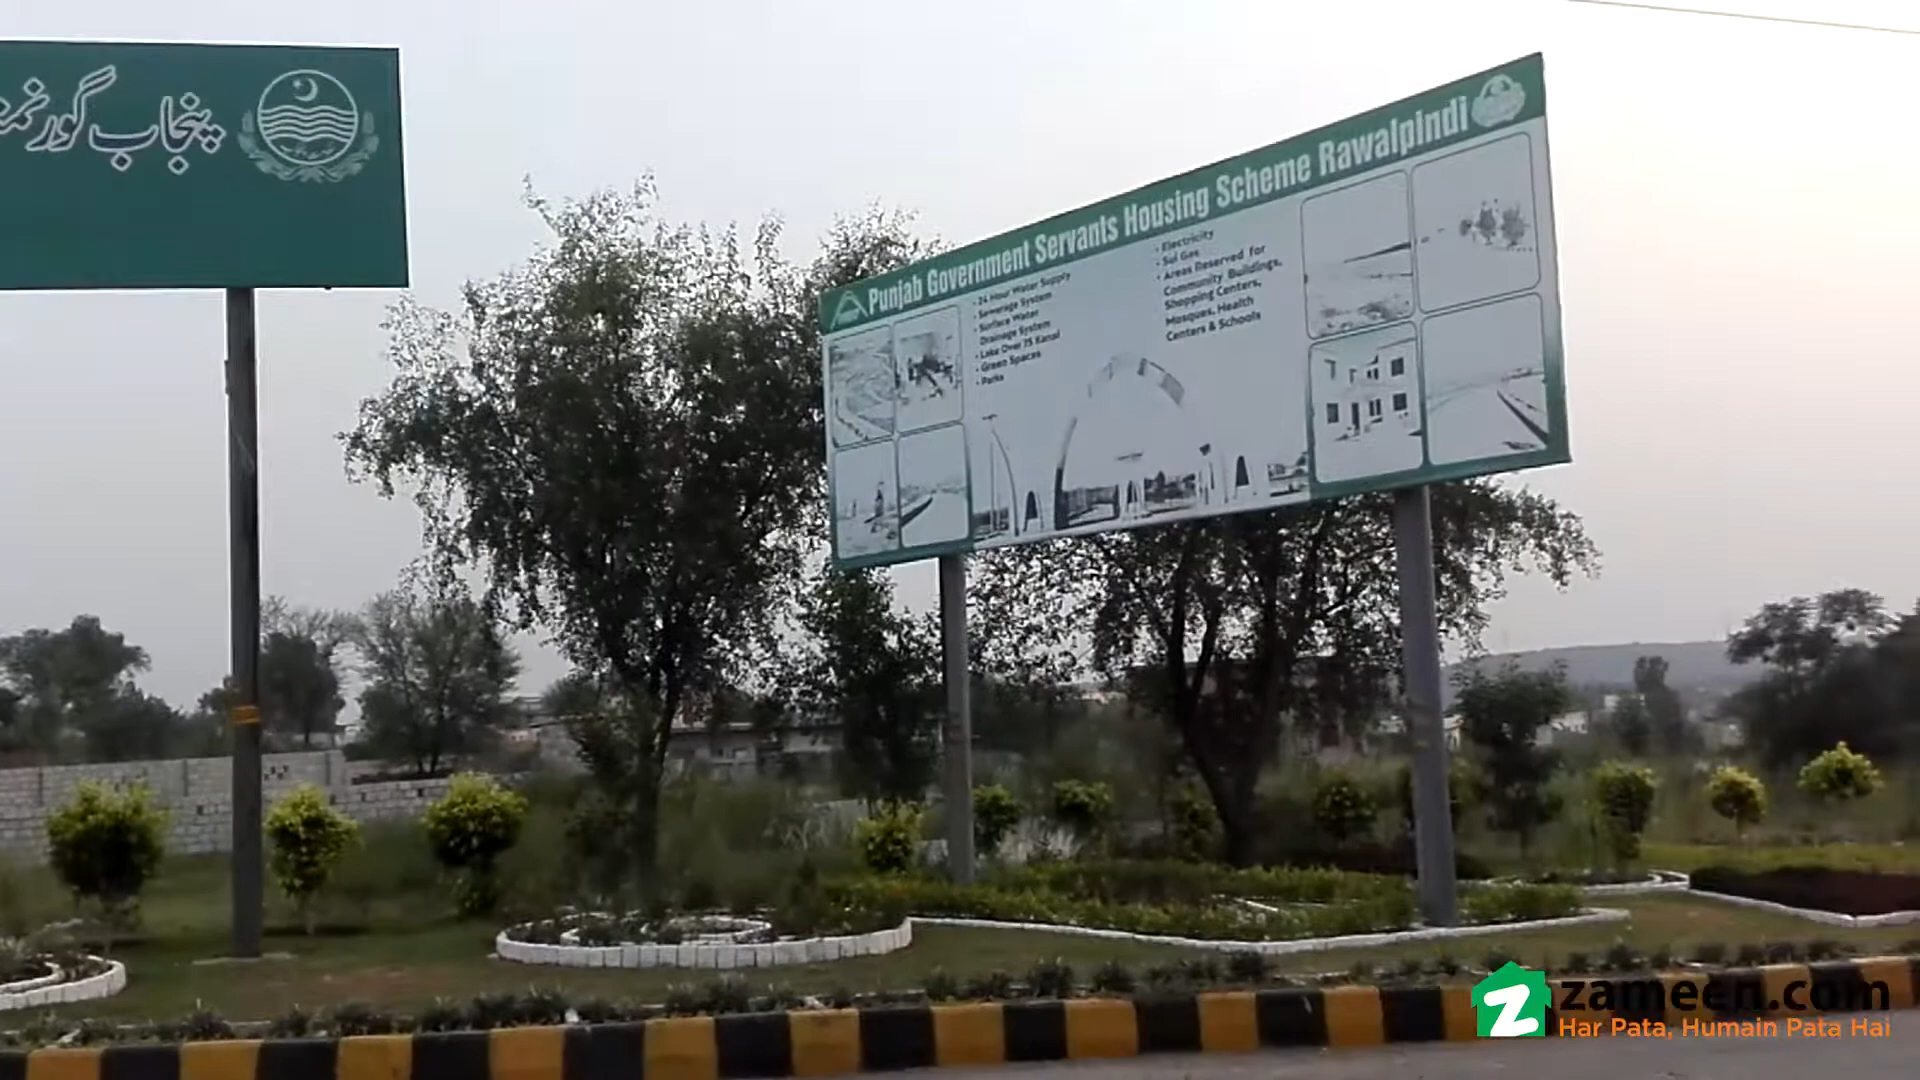 پنجاب گورنمن
Punjab Government Servants Housing Scheme Rawalpindi
• 24 Hour Water Supply
• Sewerage System
• Surface Water
Drainage System
• Lake Over 75 Kanal
• Green Spaces
• Parks
• Electricity
• Sui Gas
• Areas Reserved for
Community Buildings,
Shopping Centers,
Mosques, Health
Centers & Schools
zameen.com
Har Pata, Humain Pata Hai